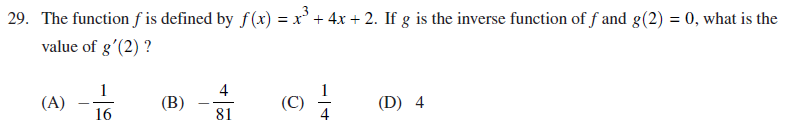 29. The function f is defined by f(x) = x³ + 4x + 2. If g is the inverse function of f and g(2) = 0, what is the
value of g′(2) ?
(A) −1/16 (B) −4/81 (C) 1/4 (D) 4